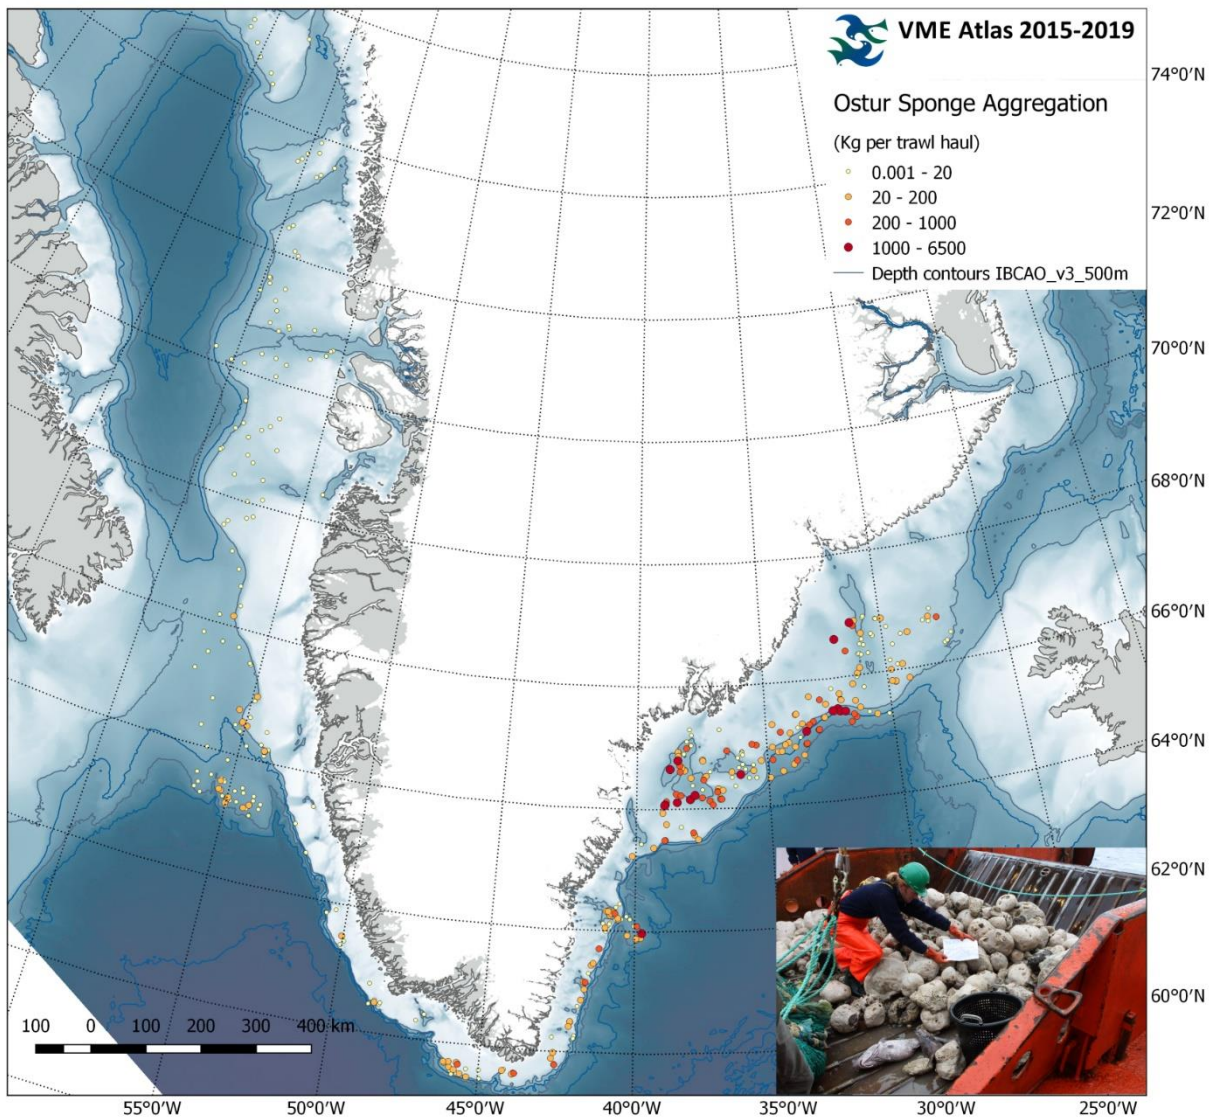 VME Atlas 2015-2019
Ostur Sponge Aggregation
(Kg per trawl haul)
0.001 - 20
20 - 200
200 - 1000
1000 - 6500
Depth contours IBCAO_v3_500m
74°0'N
72°0'N
70°0'N
68°0'N
66°0'N
64°0'N
62°0'N
60°0'N
100 0 100 200 300 400 km
55°0'W 50°0'W 45°0'W 40°0'W 35°0'W 30°0'W 25°0'W